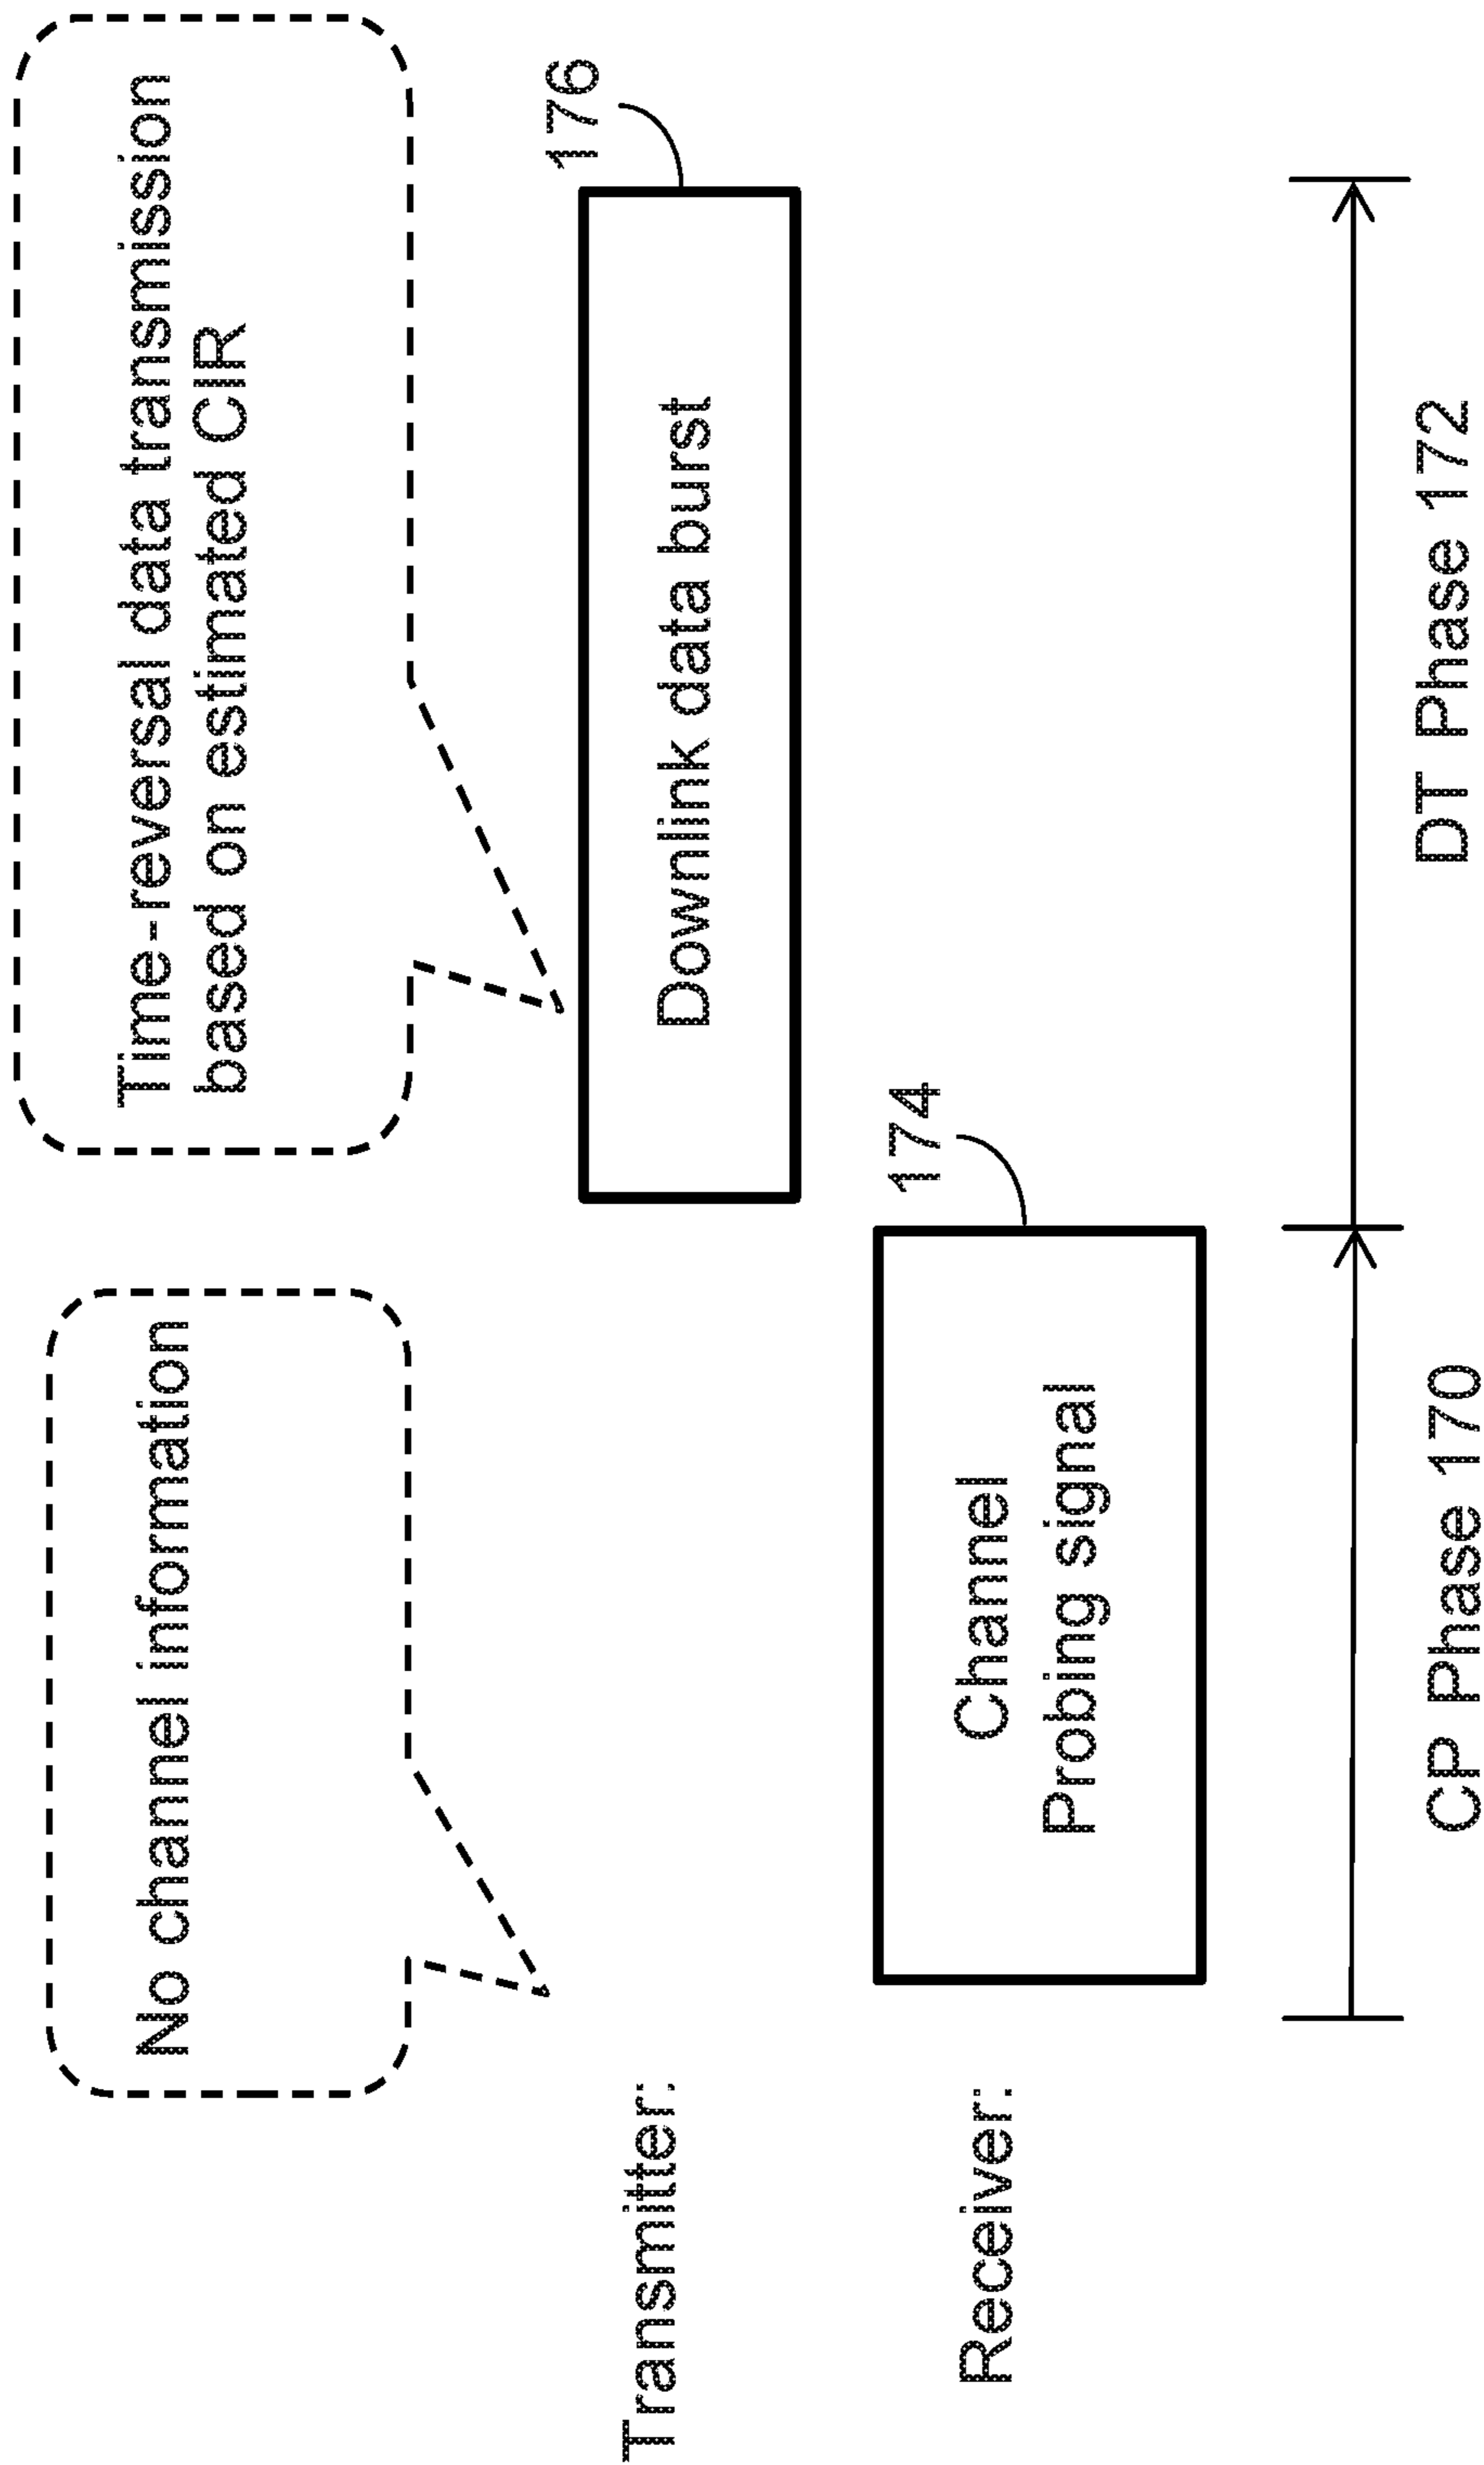 No channel information
Time-reversal data transmission
based on estimated CIR
Transmitter:
Downlink data burst
176
Receiver:
Channel
Probing signal
174
CP Phase 170
DT Phase 172